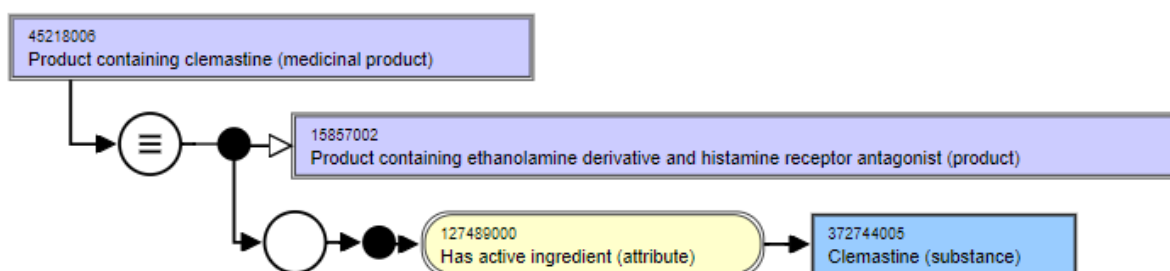 45218006
Product containing clemastine (medicinal product)
15857002
Product containing ethanolamine derivative and histamine receptor antagonist (product)
127489000
Has active ingredient (attribute)
372744005
Clemastine (substance)